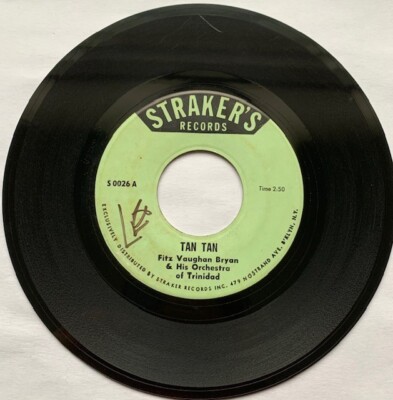 STRAKER'S
RECORDS
S 0026 A
Time 2.50
TAN TAN
Fitz Vaughan Bryan
& His Orchestra
of Trinidad
EXCLUSIVELY DISTRIBUTED BY STRAKER RECORDS INC. 479 NOSTRAND AVE. B'KLYN, N.Y.